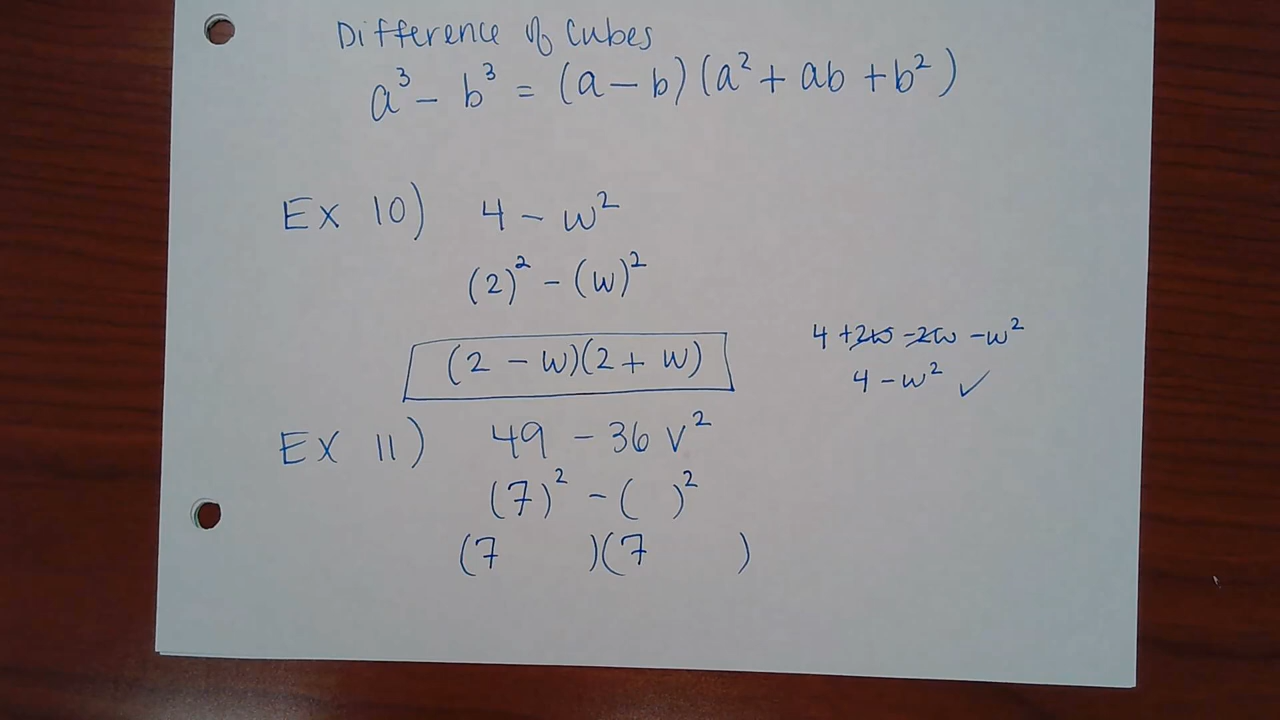 Difference of Cubes
a³ - b³ = (a - b)(a² + ab + b²)
Ex 10) 4 - w²
(2)² - (w)²
(2 - w)(2 + w)
4 + 2w - 2w - w²
4 - w² ✓
Ex 11) 49 - 36v²
(7)² - ( )²
(7 )(7 )